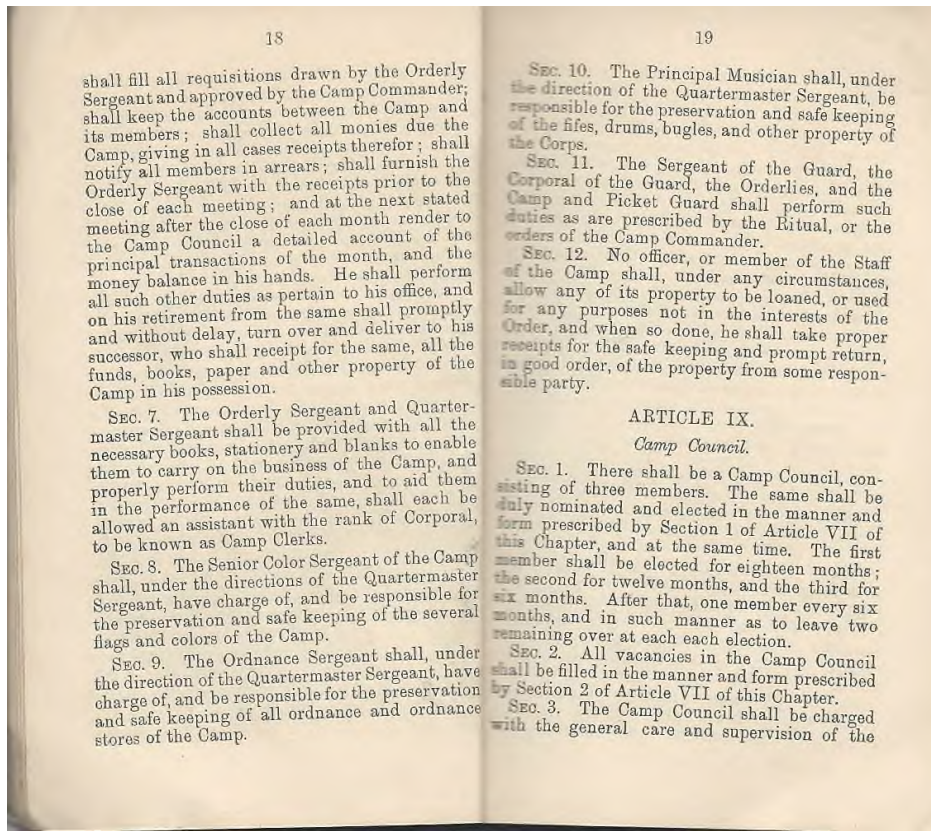 18
shall fill all requisitions drawn by the Orderly
Sergeant and approved by the Camp Commander;
shall keep the accounts between the Camp and
its members; shall collect all monies due the
Camp, giving in all cases receipts therefor; shall
notify all members in arrears; shall furnish the
Orderly Sergeant with the receipts prior to the
close of each meeting; and at the next stated
meeting after the close of each month render to
the Camp Council a detailed account of the
principal transactions of the month, and the
money balance in his hands. He shall perform
all such other duties as pertain to his office, and
on his retirement from the same shall promptly
and without delay, turn over and deliver to his
successor, who shall receipt for the same, all the
funds, books, paper and other property of the
Camp in his possession.
SEC. 7. The Orderly Sergeant and Quarter-
master Sergeant shall be provided with all the
necessary books, stationery and blanks to enable
them to carry on the business of the Camp, and
properly perform their duties, and to aid them
in the performance of the same, shall each be
allowed an assistant with the rank of Corporal,
to be known as Camp Clerks.
SEC. 8. The Senior Color Sergeant of the Camp
shall, under the directions of the Quartermaster
Sergeant, have charge of, and be responsible for
the preservation and safe keeping of the several
flags and colors of the Camp.
SEC. 9. The Ordnance Sergeant shall, under
the direction of the Quartermaster Sergeant, have
charge of, and be responsible for the preservation
and safe keeping of all ordnance and ordnance
stores of the Camp.
19
SEC. 10. The Principal Musician shall, under
the direction of the Quartermaster Sergeant, be
responsible for the preservation and safe keeping
of the fifes, drums, bugles, and other property of
the Corps.
SEC. 11. The Sergeant of the Guard, the
Corporal of the Guard, the Orderlies, and the
Camp and Picket Guard shall perform such
duties as are prescribed by the Ritual, or the
orders of the Camp Commander.
SEC. 12. No officer, or member of the Staff
of the Camp shall, under any circumstances,
allow any of its property to be loaned, or used
for any purposes not in the interests of the
Order, and when so done, he shall take proper
receipts for the safe keeping and prompt return,
in good order, of the property from some respon-
sible party.
ARTICLE IX.
Camp Council.
SEC. 1. There shall be a Camp Council, con-
sisting of three members. The same shall be
duly nominated and elected in the manner and
form prescribed by Section 1 of Article VII of
this Chapter, and at the same time. The first
member shall be elected for eighteen months;
the second for twelve months, and the third for
six months. After that, one member every six
months, and in such manner as to leave two
remaining over at each each election.
SEC. 2. All vacancies in the Camp Council
shall be filled in the manner and form prescribed
by Section 2 of Article VII of this Chapter.
SEC. 3. The Camp Council shall be charged
with the general care and supervision of the